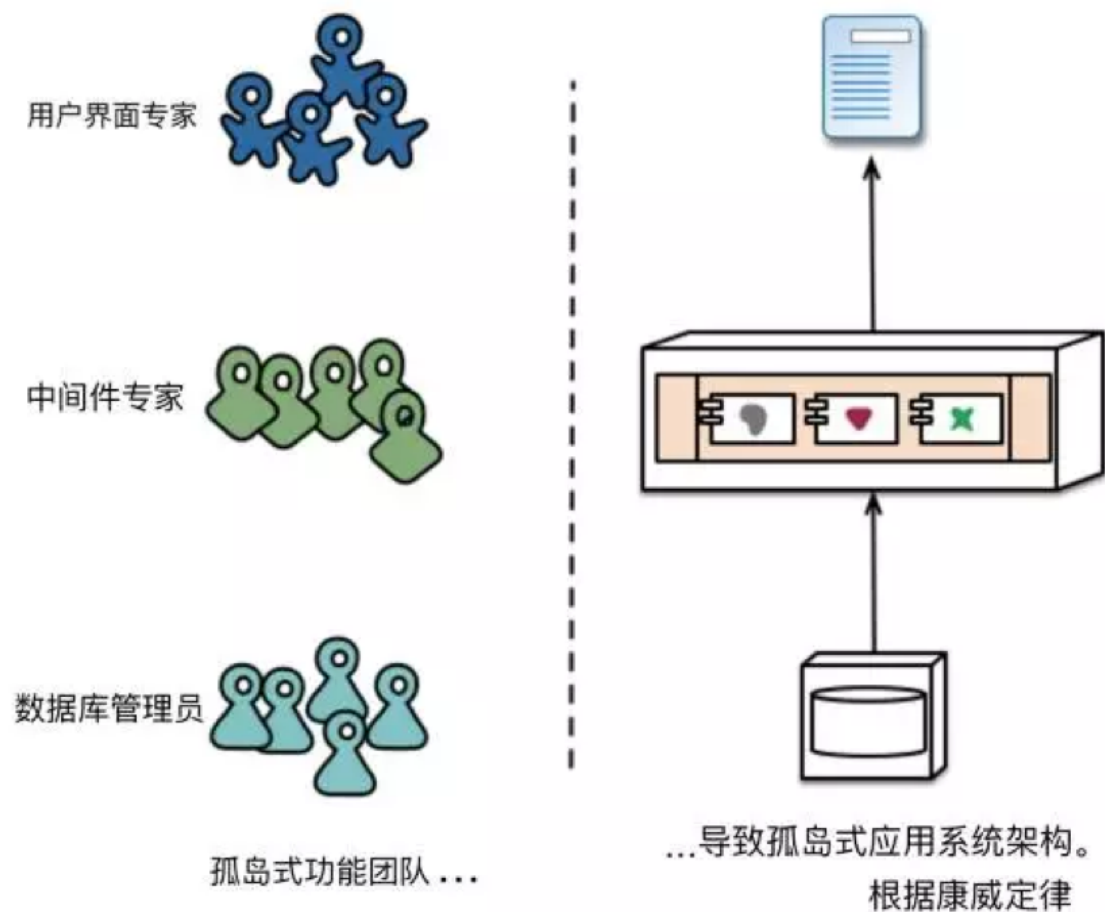 用户界面专家
中间件专家
数据库管理员
孤岛式功能团队 ...
...导致孤岛式应用系统架构。
根据康威定律